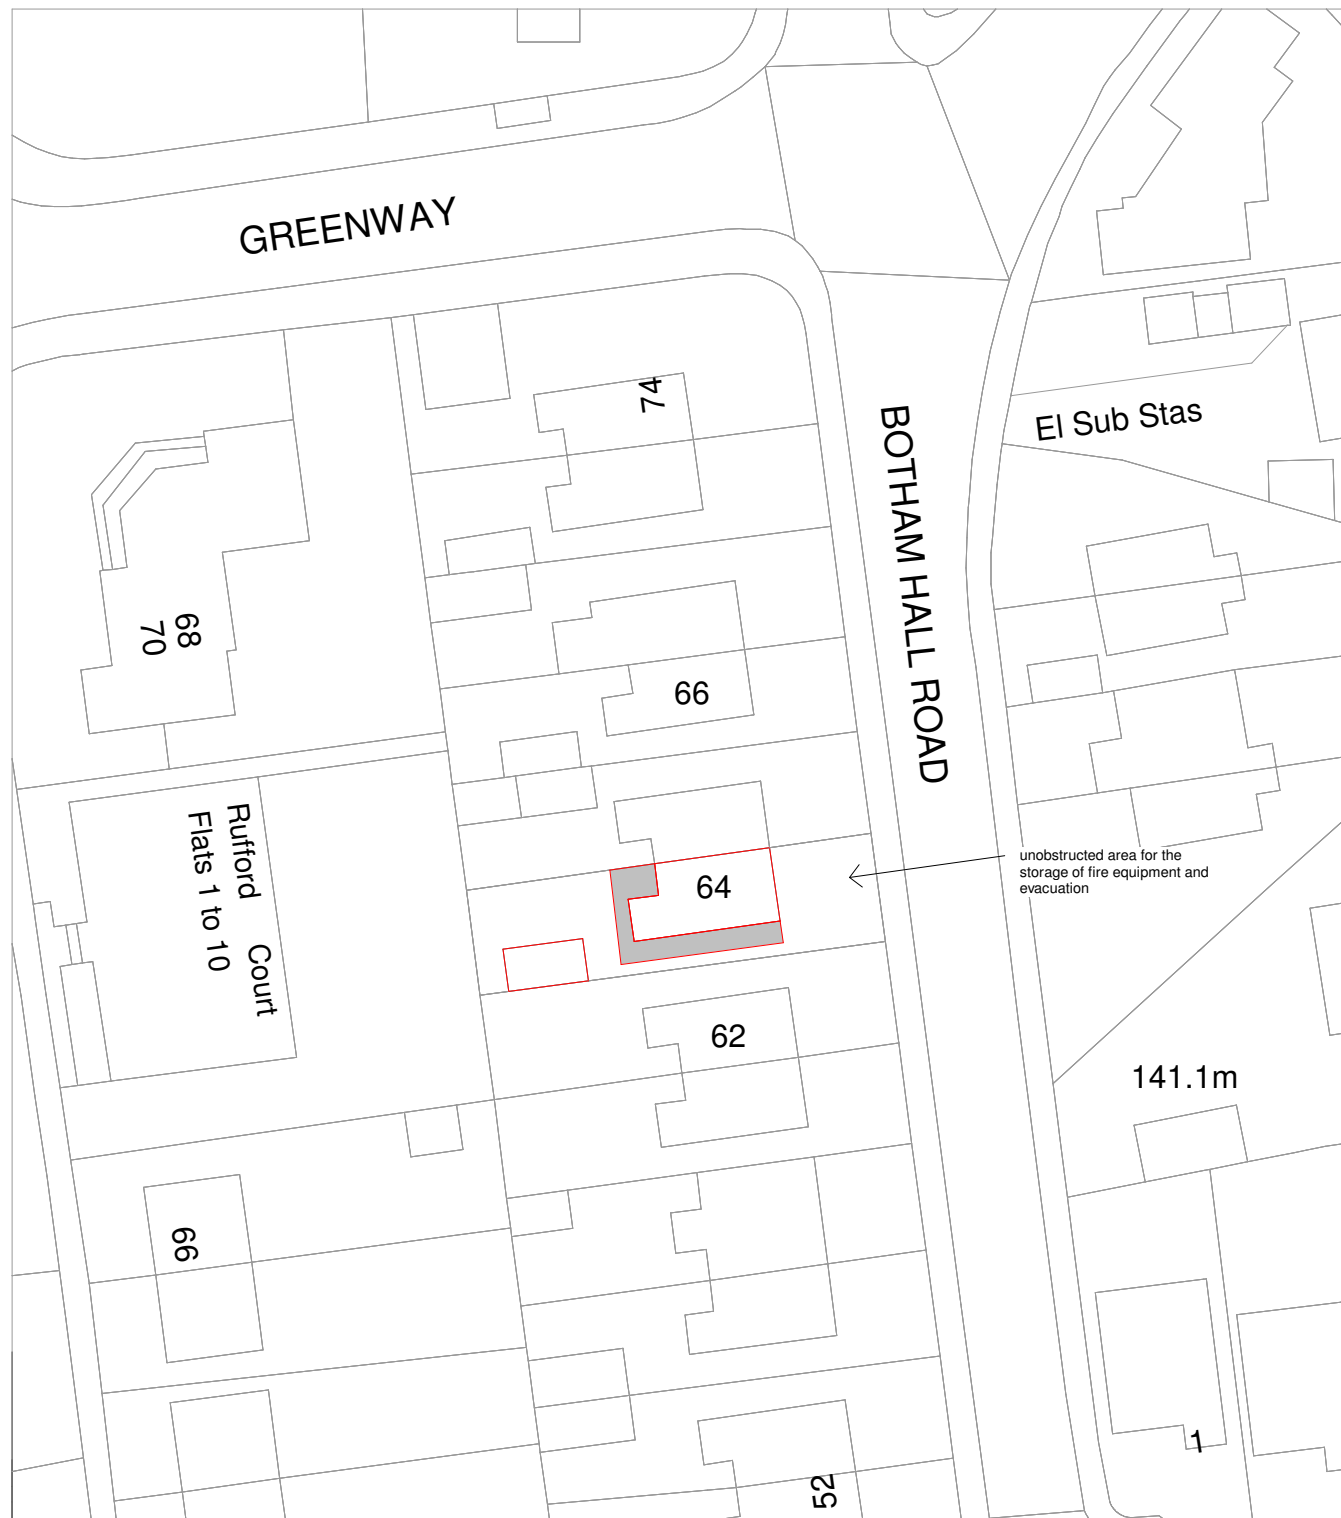 GREENWAY
74
El Sub Stas
BOTHAM HALL ROAD
68
70
66
Rufford Court
Flats 1 to 10
64
unobstructed area for the
storage of fire equipment and
evacuation
62
141.1m
66
1
52